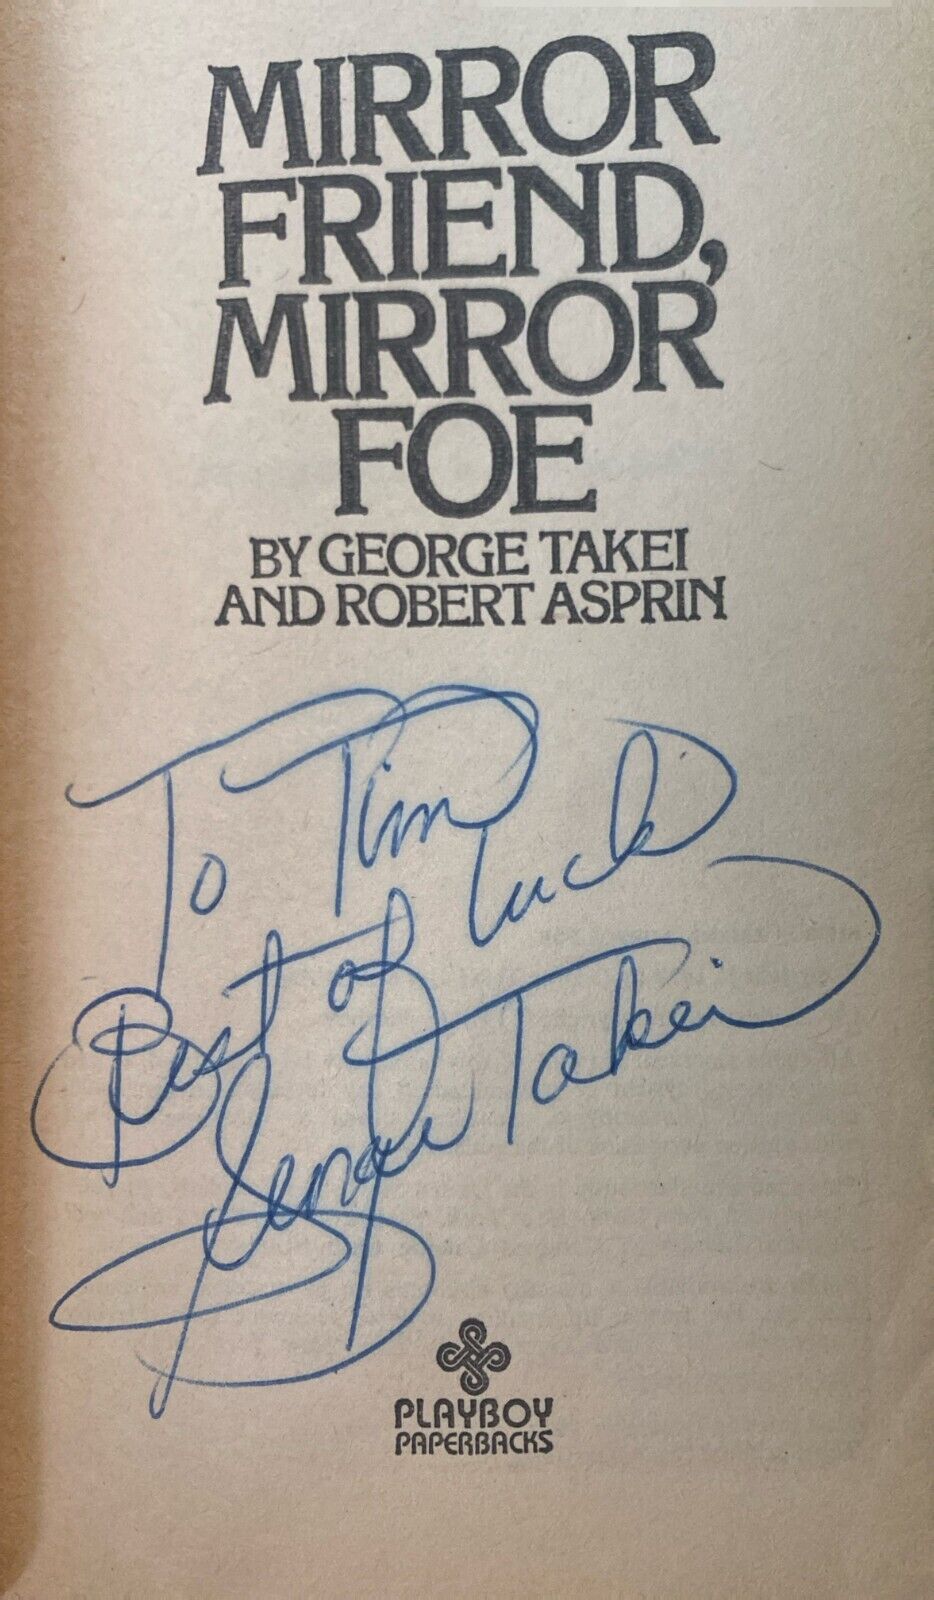 MIRROR
FRIEND,
MIRROR
FOE
BY GEORGE TAKEI
AND ROBERT ASPRIN
To Tim
Best of luck
George Takei
PLAYBOY
PAPERBACKS